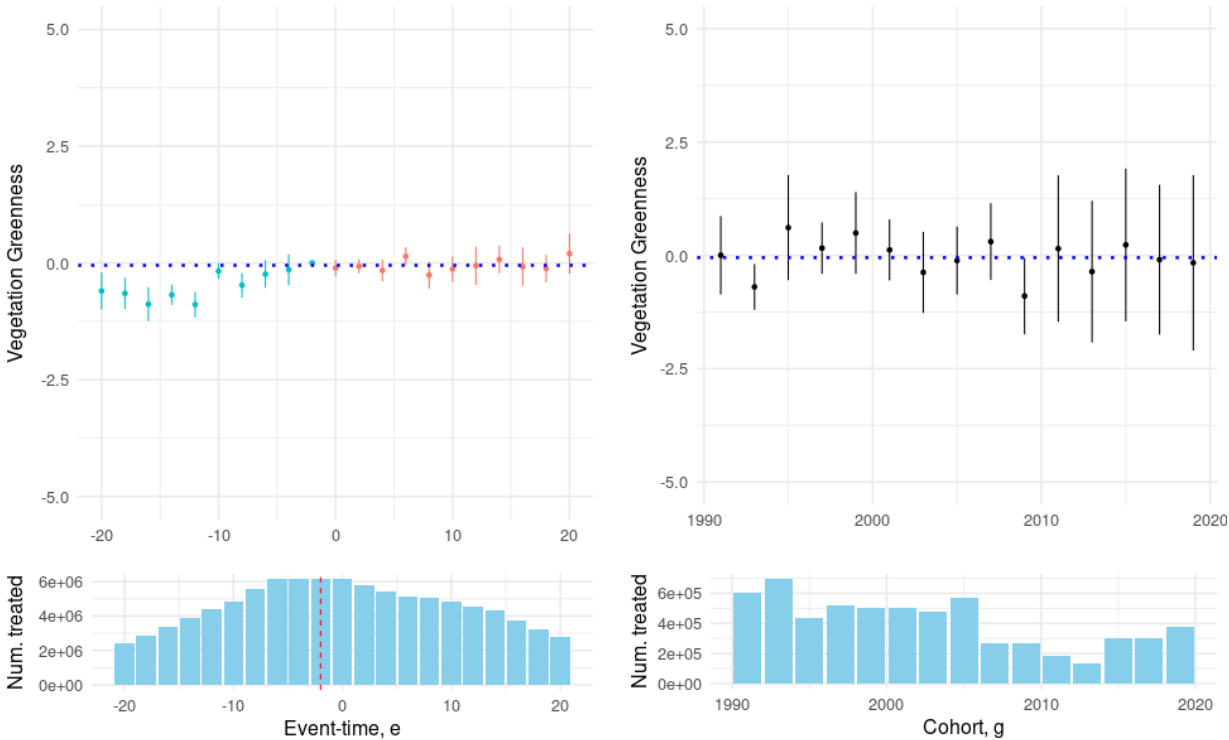 5.0
2.5
0.0
-2.5
-5.0
Vegetation Greenness
-20
-10
0
10
20
6e+06
4e+06
2e+06
0e+00
Num. treated
-20
-10
0
10
20
Event-time, e
5.0
2.5
0.0
-2.5
-5.0
Vegetation Greenness
1990
2000
2010
2020
6e+05
4e+05
2e+05
0e+00
Num. treated
1990
2000
2010
2020
Cohort, g